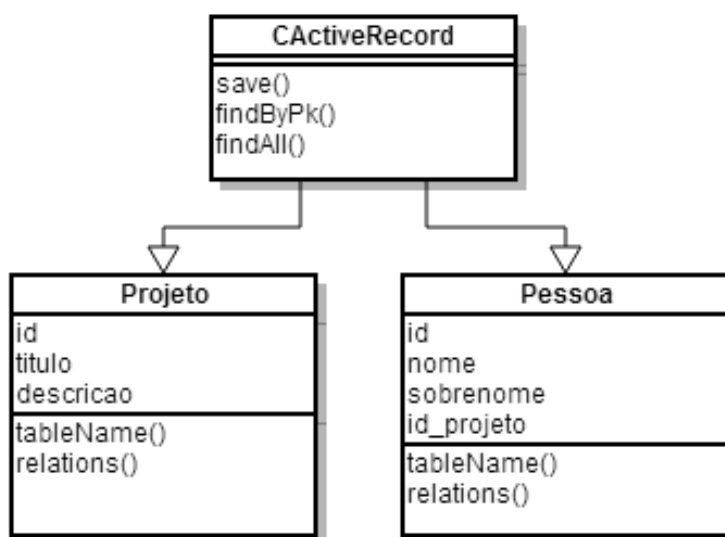 CActiveRecord
save()
findByPk()
findAll()
Projeto
id
titulo
descricao
tableName()
relations()
Pessoa
id
nome
sobrenome
id_projeto
tableName()
relations()